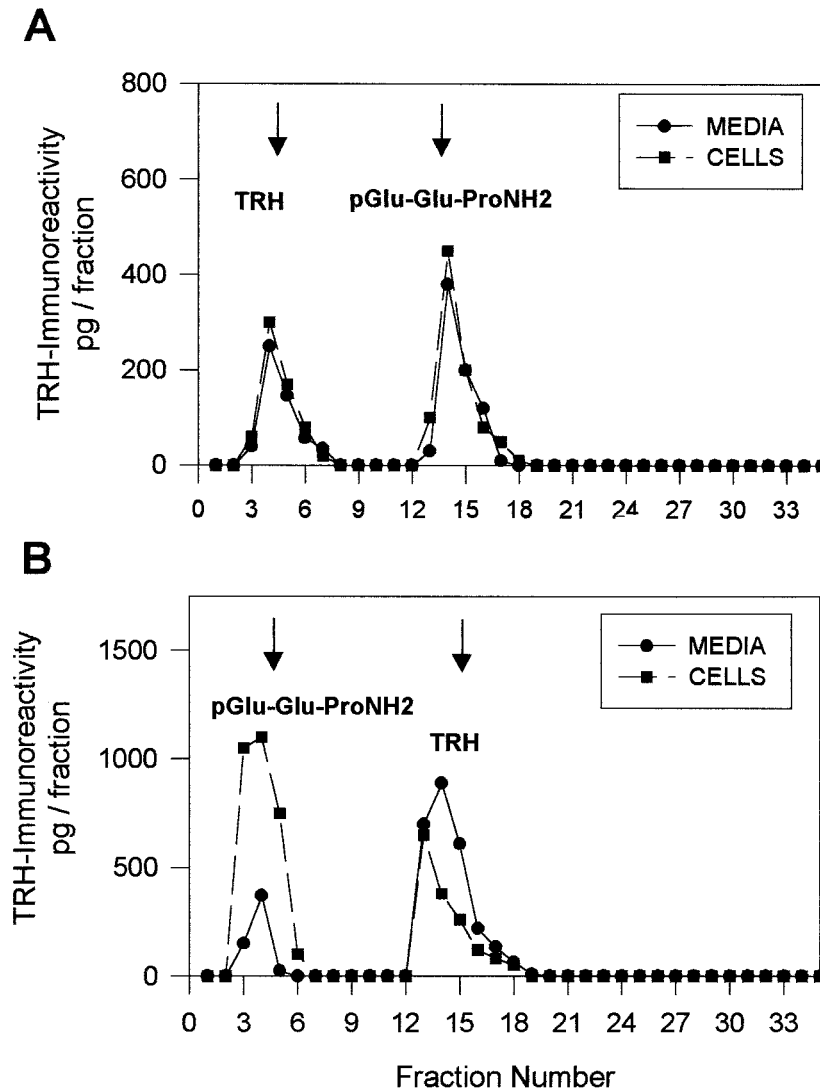 A
800
600
400
200
0
TRH-Immunoreactivity
pg / fraction
MEDIA
CELLS
TRH
pGlu-Glu-ProNH2
0 3 6 9 12 15 18 21 24 27 30 33
B
1500
1000
500
0
TRH-Immunoreactivity
pg / fraction
MEDIA
CELLS
pGlu-Glu-ProNH2
TRH
0 3 6 9 12 15 18 21 24 27 30 33
Fraction Number